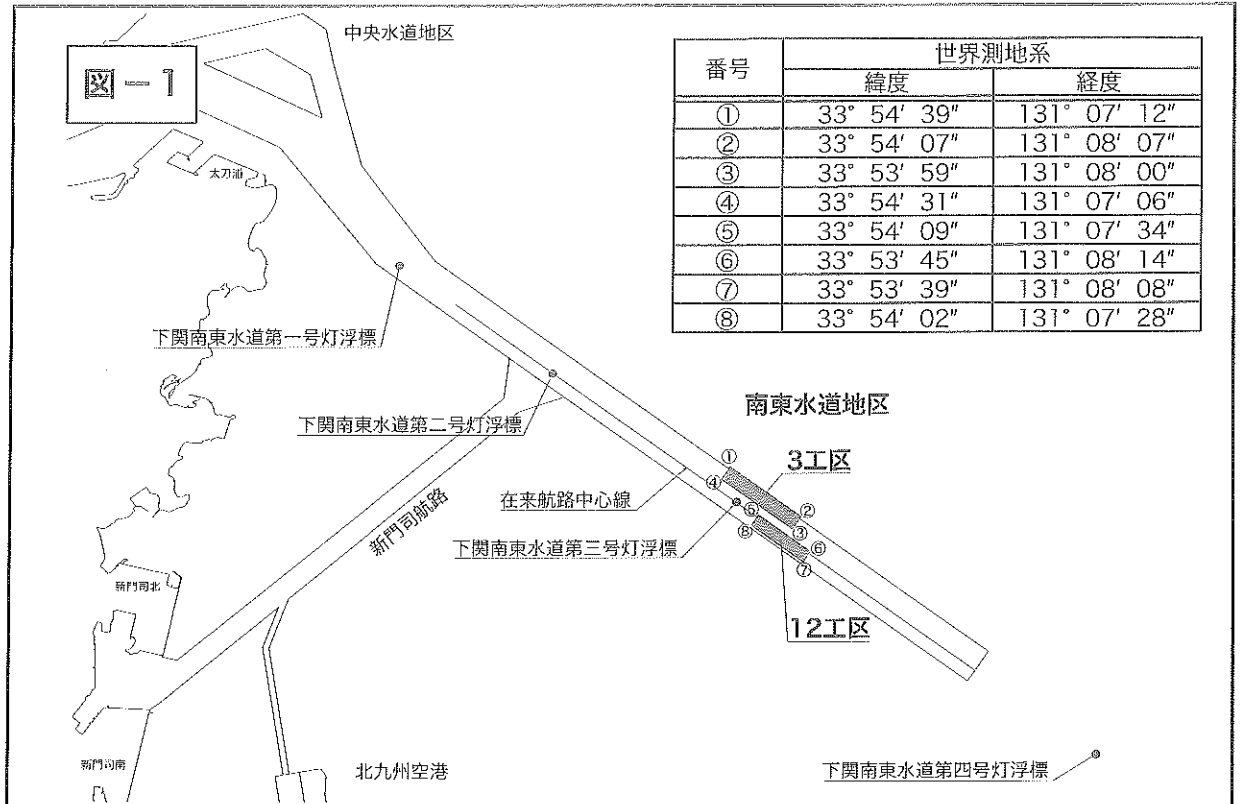 図－1
中央水道地区
番号 世界測地系
緯度 経度
① 33° 54' 39" 131° 07' 12"
② 33° 54' 07" 131° 08' 07"
③ 33° 53' 59" 131° 08' 00"
④ 33° 54' 31" 131° 07' 06"
⑤ 33° 54' 09" 131° 07' 34"
⑥ 33° 53' 45" 131° 08' 14"
⑦ 33° 53' 39" 131° 08' 08"
⑧ 33° 54' 02" 131° 07' 28"
太刀浦
下関南東水道第一号灯浮標
下関南東水道第二号灯浮標
南東水道地区
①
3工区
④
②
⑤
③
⑧
⑥
⑦
在来航路中心線
新門司航路
下関南東水道第三号灯浮標
12工区
新門司北
新門司南
北九州空港
下関南東水道第四号灯浮標